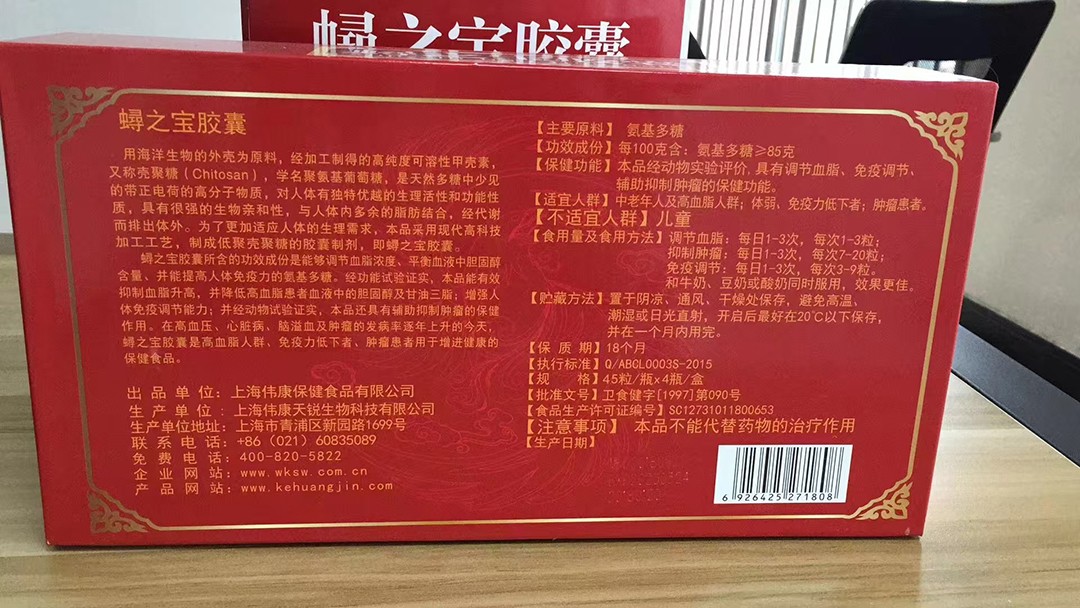 蟳之宝胶囊
蟳之宝胶囊
用海洋生物的外壳为原料，经加工制得的高纯度可溶性甲壳素，
又称壳聚糖（Chitosan），学名聚氨基葡萄糖，是天然多糖中少见
的带正电荷的高分子物质，对人体有独特优越的生理活性和功能性
质，具有很强的生物亲和性，与人体内多余的脂肪结合，经代谢
而排出体外。为了更加适应人体的生理需求，本品采用现代高科技
加工工艺，制成低聚壳聚糖的胶囊制剂，即蟳之宝胶囊。
蟳之宝胶囊所含的功效成份是能够调节血脂浓度、平衡血液中胆固醇
含量、并能提高人体免疫力的氨基多糖。经功能试验证实，本品能有效
抑制血脂升高，并降低高血脂患者血液中的胆固醇及甘油三脂；增强人
体免疫调节能力；并经动物试验证实，本品还具有辅助抑制肿瘤的保健
作用。在高血压、心脏病、脑溢血及肿瘤的发病率逐年上升的今天，
蟳之宝胶囊是高血脂人群、免疫力低下者、肿瘤患者用于增进健康的
保健食品。
出品单位：上海伟康保健食品有限公司
生产单位：上海伟康天锐生物科技有限公司
生产单位地址：上海市青浦区新园路1699号
联系电话：+86（021）60835089
免费电话：400-820-5822
企业网站：www.wksw.com.cn
产品网站：www.kehuangjin.com
【主要原料】 氨基多糖
【功效成份】每100克含：氨基多糖≥85克
【保健功能】本品经动物实验评价，具有调节血脂、免疫调节、
辅助抑制肿瘤的保健功能。
【适宜人群】中老年人及高血脂人群；体弱、免疫力低下者；肿瘤患者。
【不适宜人群】儿童
【食用量及食用方法】调节血脂：每日1-3次，每次1-3粒；
抑制肿瘤：每日1-3次，每次7-20粒；
免疫调节：每日1-3次，每次3-9粒。
和牛奶、豆奶或酸奶同时服用，效果更佳。
【贮藏方法】置于阴凉、通风、干燥处保存，避免高温、
潮湿或日光直射，开启后最好在20℃以下保存，
并在一个月内用完。
【保质期】18个月
【执行标准】Q/ABCL0003S-2015
【规格】45粒/瓶x4瓶/盒
【批准文号】卫食健字[1997]第090号
【食品生产许可证编号】SC12731011800653
【注意事项】 本品不能代替药物的治疗作用
【生产日期】
6 926425 271808